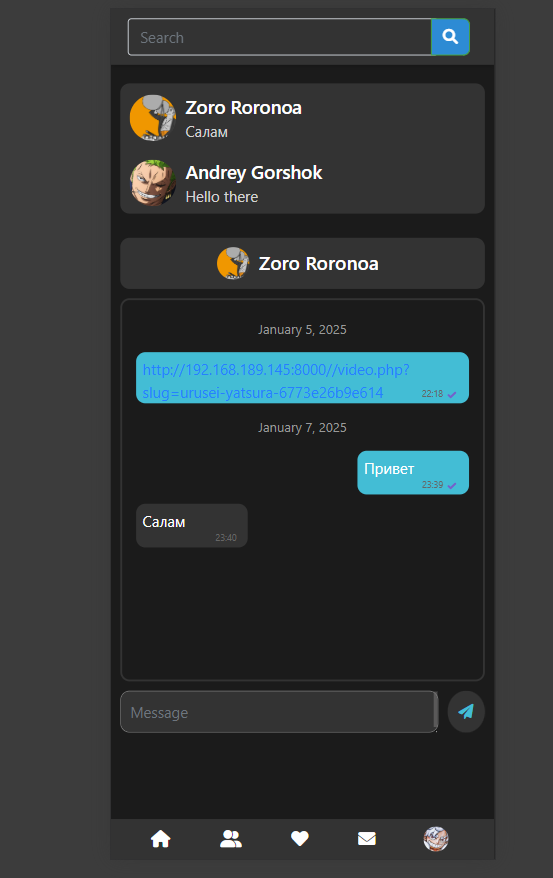 Search
Zoro Roronoa
Салам
Andrey Gorshok
Hello there
Zoro Roronoa
January 5, 2025
http://192.168.189.145:8000//video.php?
slug=urusei-yatsura-6773e26b9e614
22:18
January 7, 2025
Привет
23:39
Салам
23:40
Message